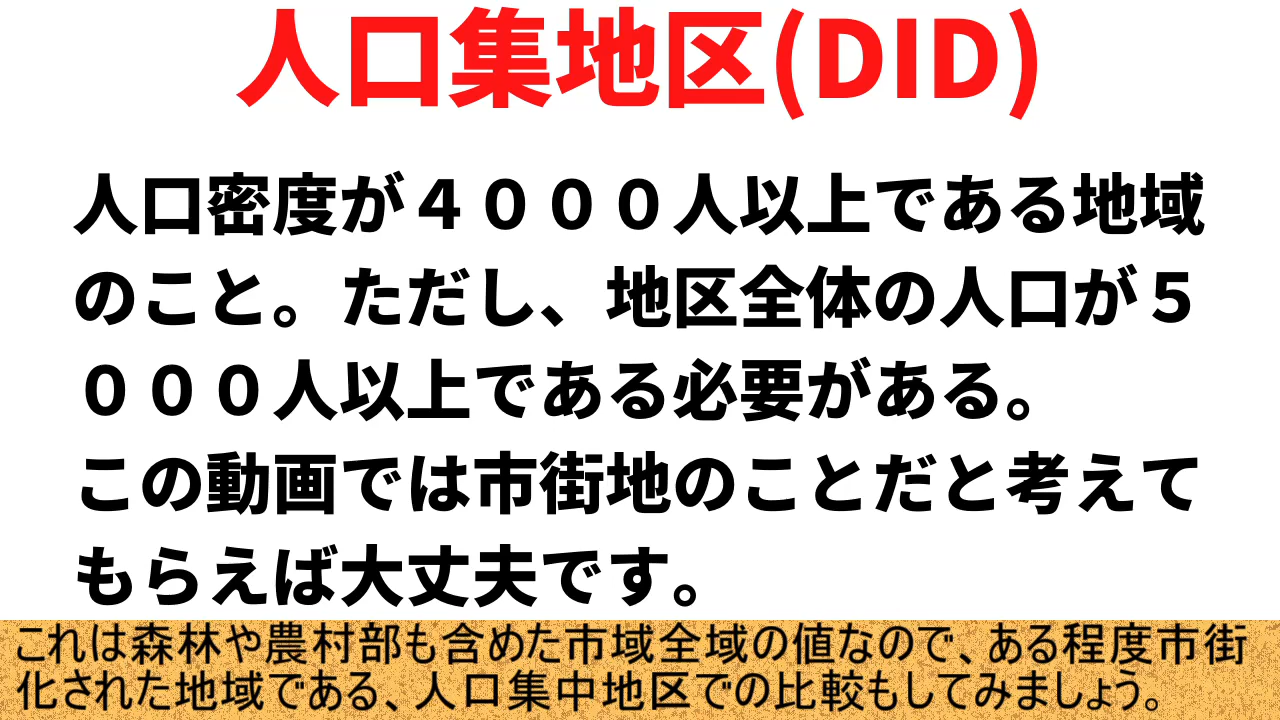 人口集地区(DID)
人口密度が４０００人以上である地域
のこと。ただし、地区全体の人口が５
０００人以上である必要がある。
この動画では市街地のことだと考えて
もらえば大丈夫です。
これは森林や農村部も含めた市域全域の値なので、ある程度市街
化された地域である、人口集中地区での比較もしてみましょう。